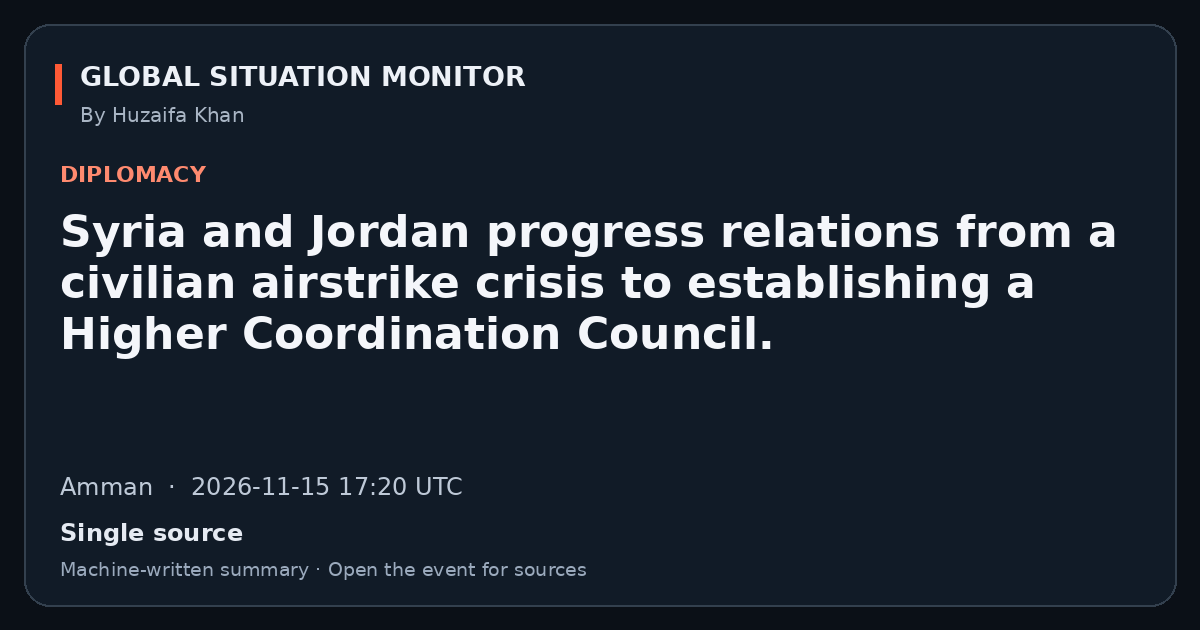 GLOBAL SITUATION MONITOR
By Huzaifa Khan
DIPLOMACY
Syria and Jordan progress relations from a
civilian airstrike crisis to establishing a
Higher Coordination Council.
Amman · 2026-11-15 17:20 UTC
Single source
Machine-written summary · Open the event for sources